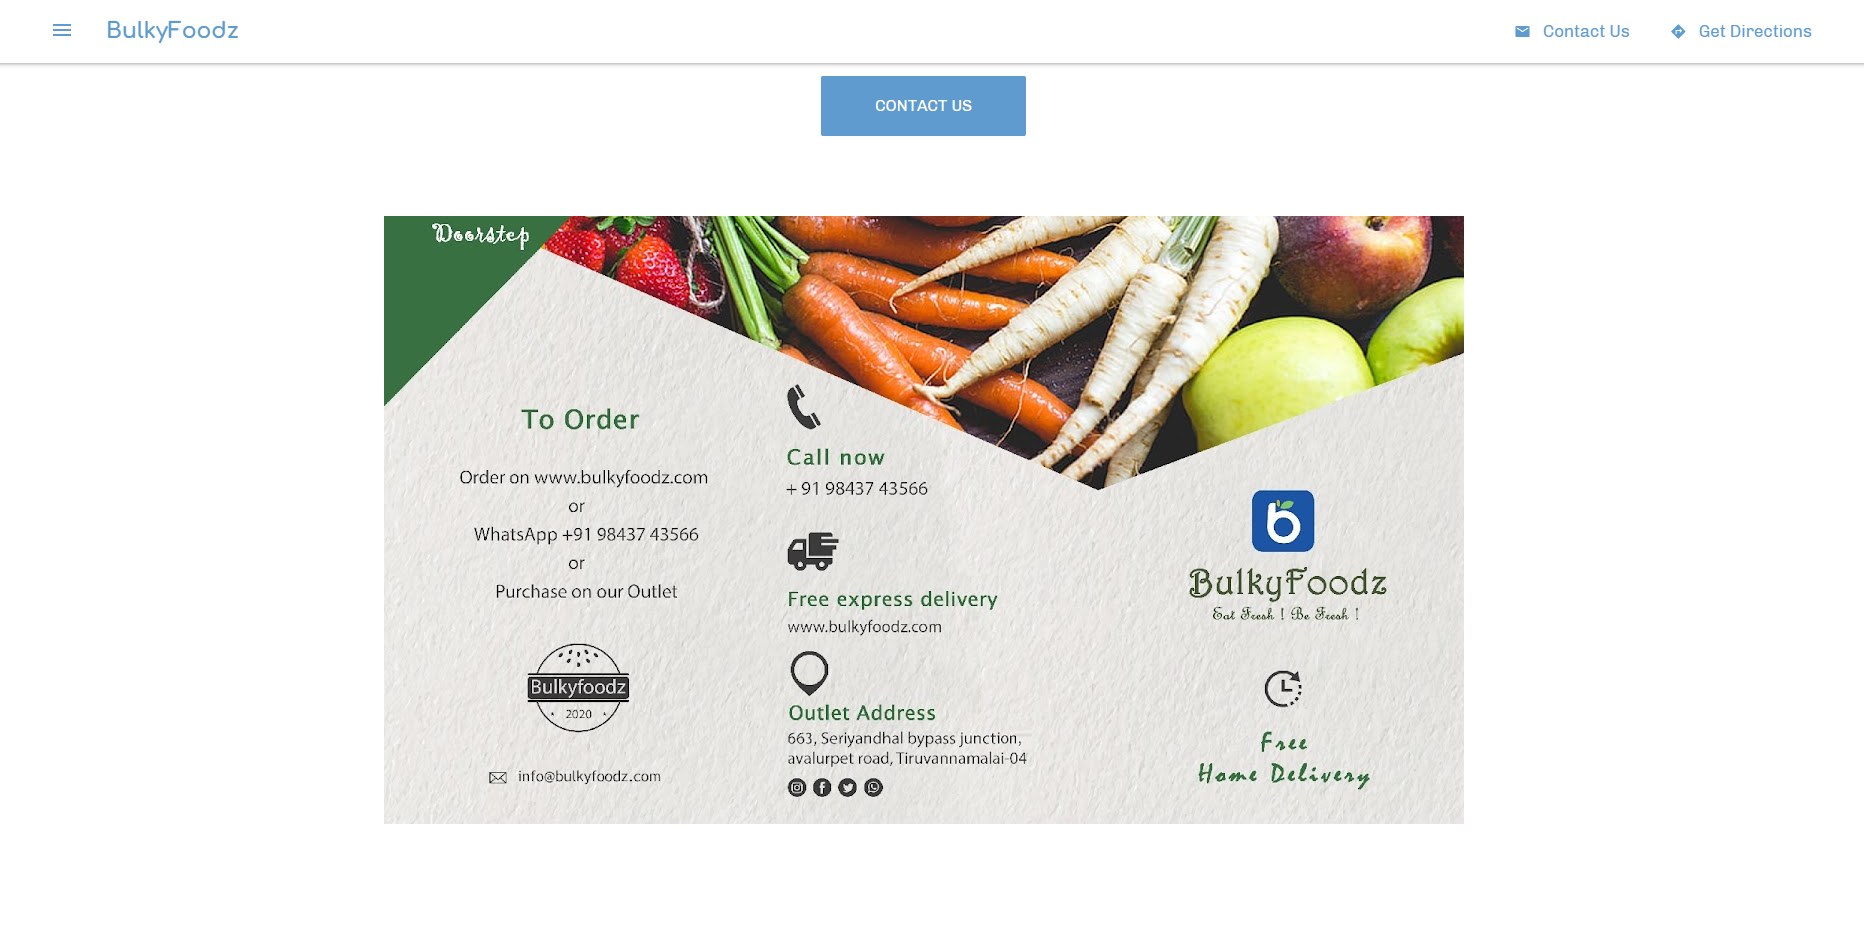 BulkyFoodz
Contact Us
Get Directions
CONTACT US
Doorstep
To Order
Order on www.bulkyfoodz.com
or
WhatsApp +91 98437 43566
or
Purchase on our Outlet
Bulkyfoodz
2020
info@bulkyfoodz.com
Call now
+ 91 98437 43566
Free express delivery
www.bulkyfoodz.com
Outlet Address
663, Seriyandhal bypass junction,
avalurpet road, Tiruvannamalai-04
b
BulkyFoodz
Eat Fresh ! Be Fresh !
Free
Home Delivery